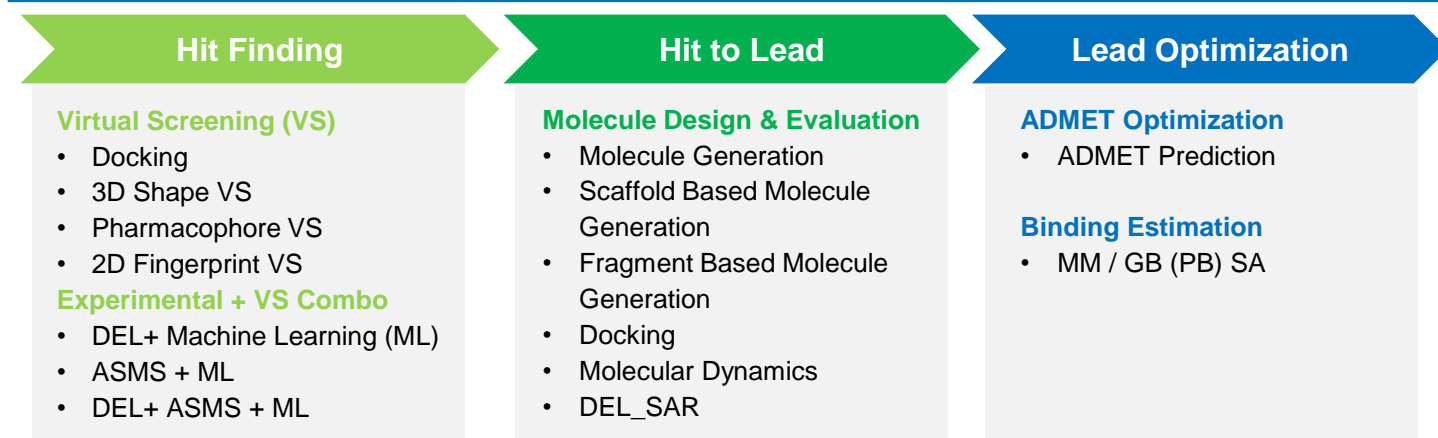 Hit Finding
Virtual Screening (VS)
• Docking
• 3D Shape VS
• Pharmacophore VS
• 2D Fingerprint VS
Experimental + VS Combo
• DEL+ Machine Learning (ML)
• ASMS + ML
• DEL+ ASMS + ML
Hit to Lead
Molecule Design & Evaluation
• Molecule Generation
• Scaffold Based Molecule
Generation
• Fragment Based Molecule
Generation
• Docking
• Molecular Dynamics
• DEL_SAR
Lead Optimization
ADMET Optimization
• ADMET Prediction
Binding Estimation
• MM / GB (PB) SA